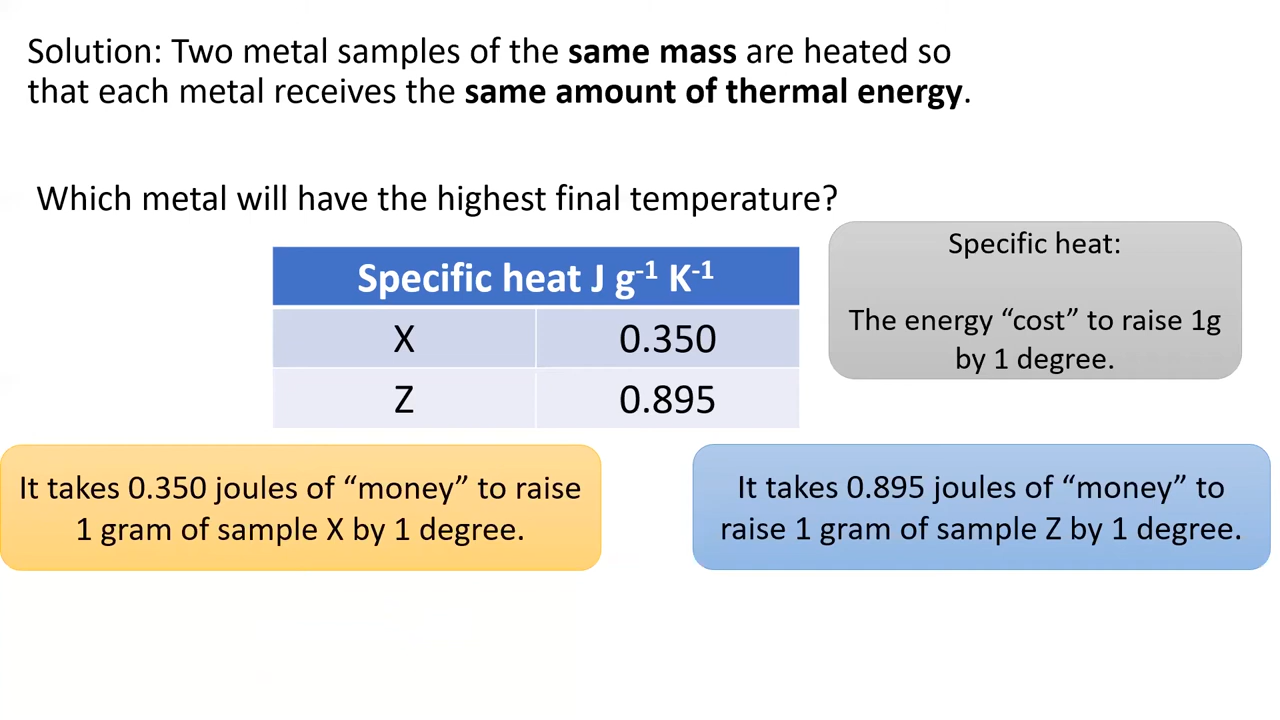 Solution: Two metal samples of the same mass are heated so
that each metal receives the same amount of thermal energy.
Which metal will have the highest final temperature?
Specific heat J g⁻¹ K⁻¹
X 0.350
Z 0.895
Specific heat:
The energy “cost” to raise 1g
by 1 degree.
It takes 0.350 joules of “money” to raise
1 gram of sample X by 1 degree.
It takes 0.895 joules of “money” to
raise 1 gram of sample Z by 1 degree.